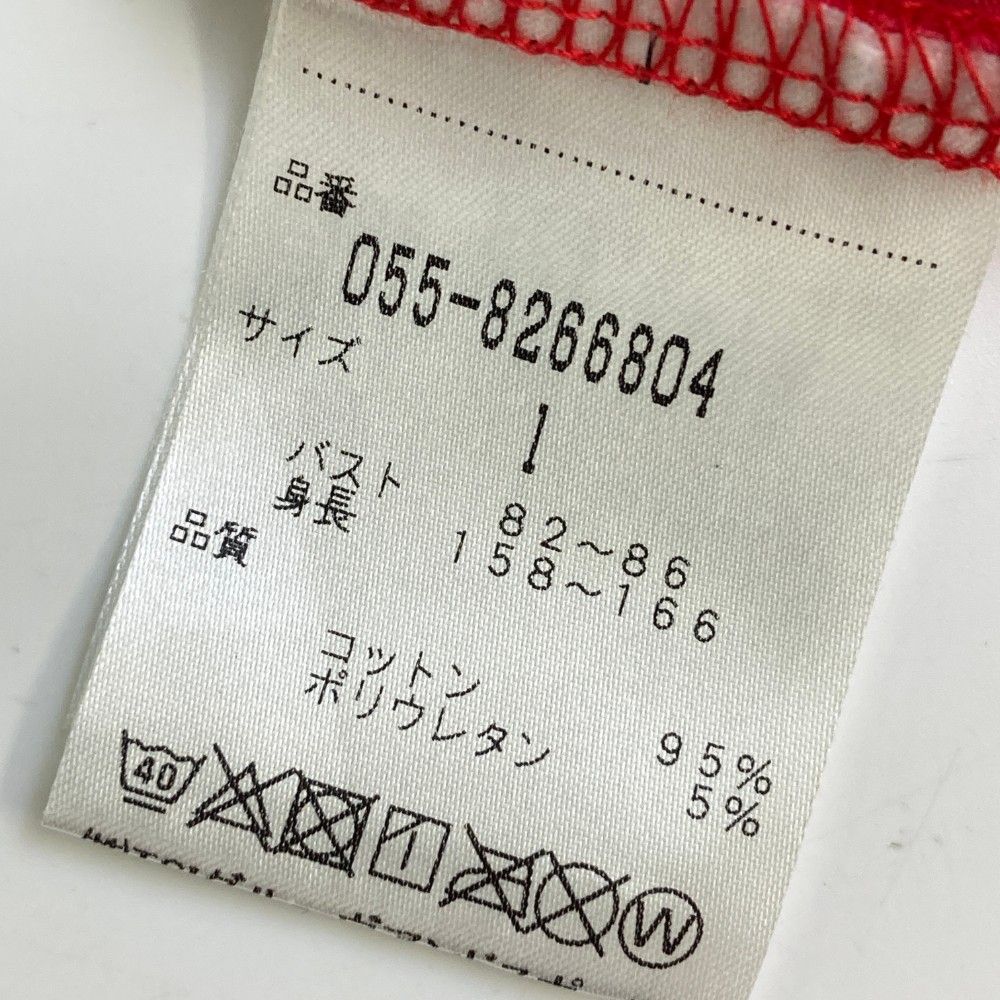 品番
055-8266804
サイズ
1
バスト 82～86
身長 158～166
品質
コットン 95%
ポリウレタン 5%
40
W